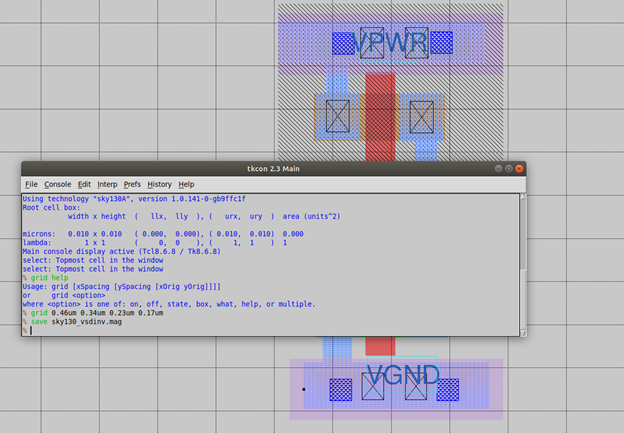 VPWR
tkcon 2.3 Main
File Console Edit Interp Prefs History Help
Using technology "sky130A", version 1.0.141-0-gb9ffc1f
Root cell box:
width x height ( llx, lly ), ( urx, ury ) area (units^2)
microns: 0.010 x 0.010 ( 0.000, 0.000), ( 0.010, 0.010) 0.000
lambda: 1 x 1 ( 0, 0 ), ( 1, 1 ) 1
Main console display active (Tcl8.6.8 / Tk8.6.8)
select: Topmost cell in the window
select: Topmost cell in the window
% grid help
Usage: grid [xSpacing [ySpacing [xOrig yOrig]]]]
or grid <option>
where <option> is one of: on, off, state, box, what, help, or multiple.
% grid 0.46um 0.34um 0.23um 0.17um
% save sky130_vsdinv.mag
%
VGND